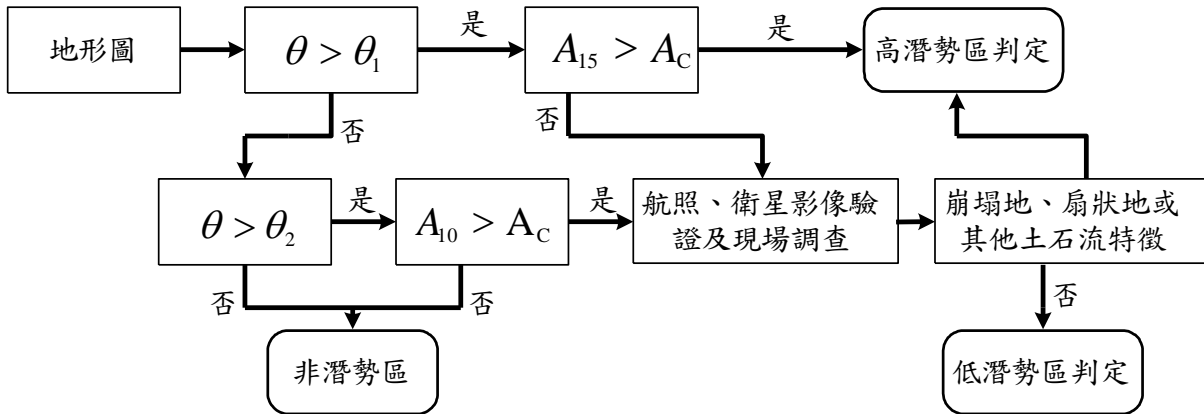 地形圖
θ > θ₁
是
A₁₅ > A_C
是
高潛勢區判定
否
否
θ > θ₂
是
A₁₀ > A_C
是
航照、衛星影像驗
證及現場調查
崩塌地、扇狀地或
其他土石流特徵
否
否
否
非潛勢區
低潛勢區判定